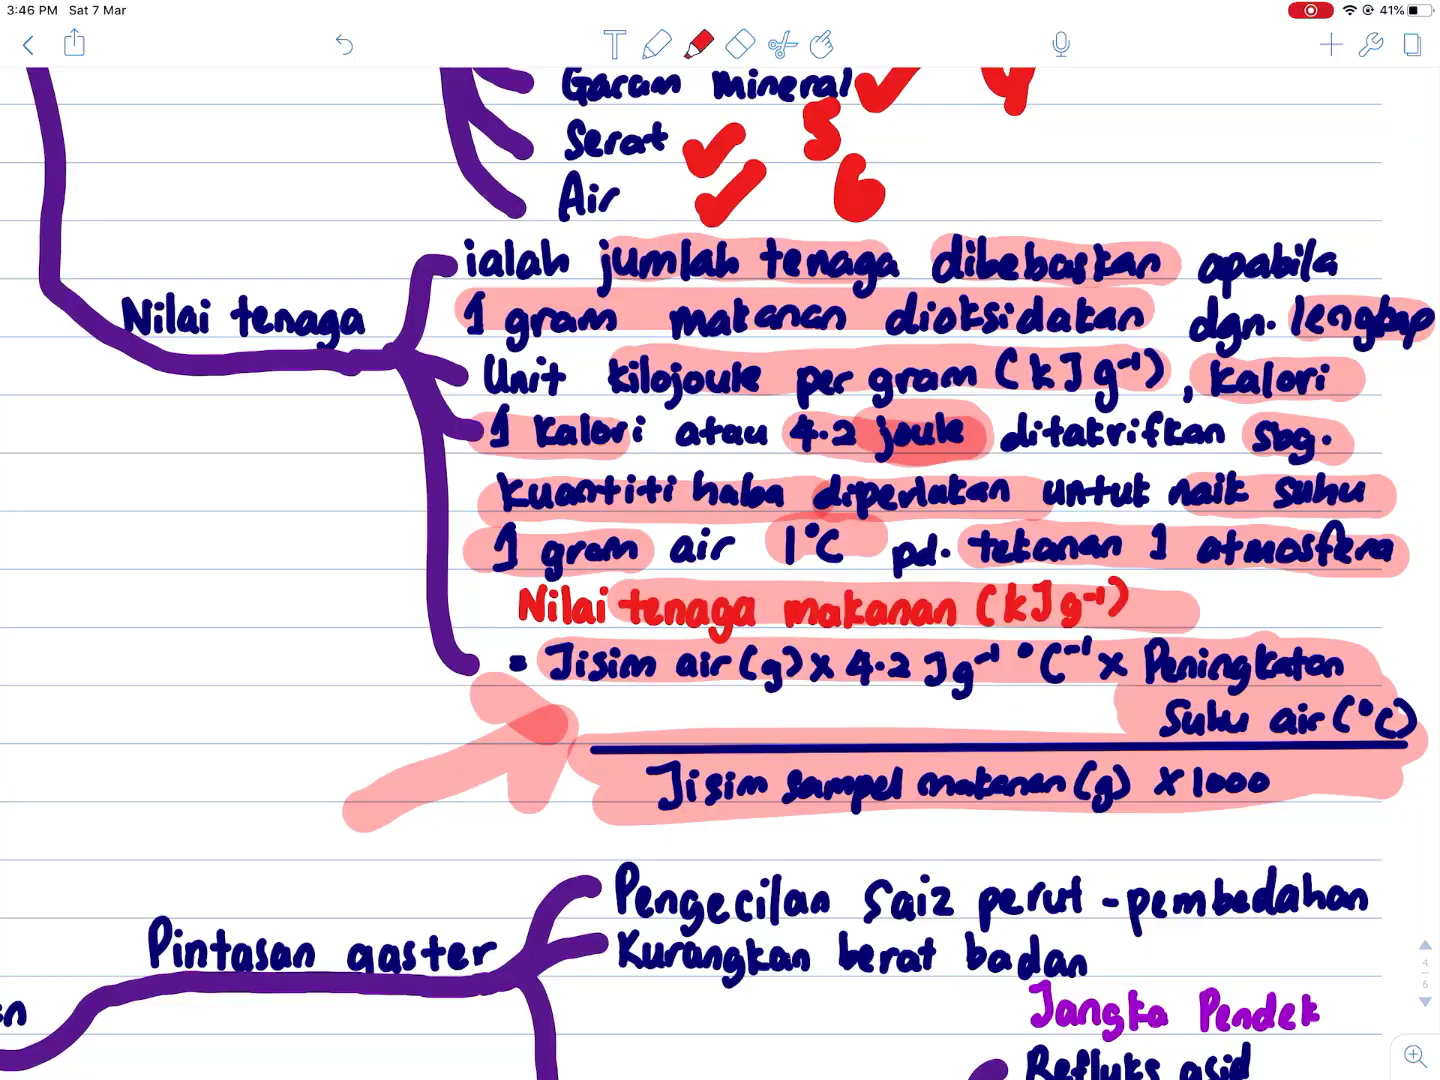 3:46 PM Sat 7 Mar
41%
T
Garam mineral 4
Serat 5
Air 6
Nilai tenaga
ialah jumlah tenaga dibebaskan apabila
1 gram makanan dioksidakan dgn. lengkap
Unit kilojoule per gram (kJ g⁻¹), kalori
1 kalori atau 4.2 joule ditakrifkan sbg.
kuantiti haba diperlukan untuk naik suhu
1 gram air 1°C pd. tekanan 1 atmosfera
Nilai tenaga makanan (kJ g⁻¹)
= Jisim air (g) x 4.2 Jg⁻¹ °C⁻¹ x Peningkatan
Suhu air (°C)
Jisim sampel makanan (g) x 1000
Pintasan gaster
Pengecilan saiz perut - pembedahan
Kurangkan berat badan
4
6
Jangka Pendek
Refluks asid